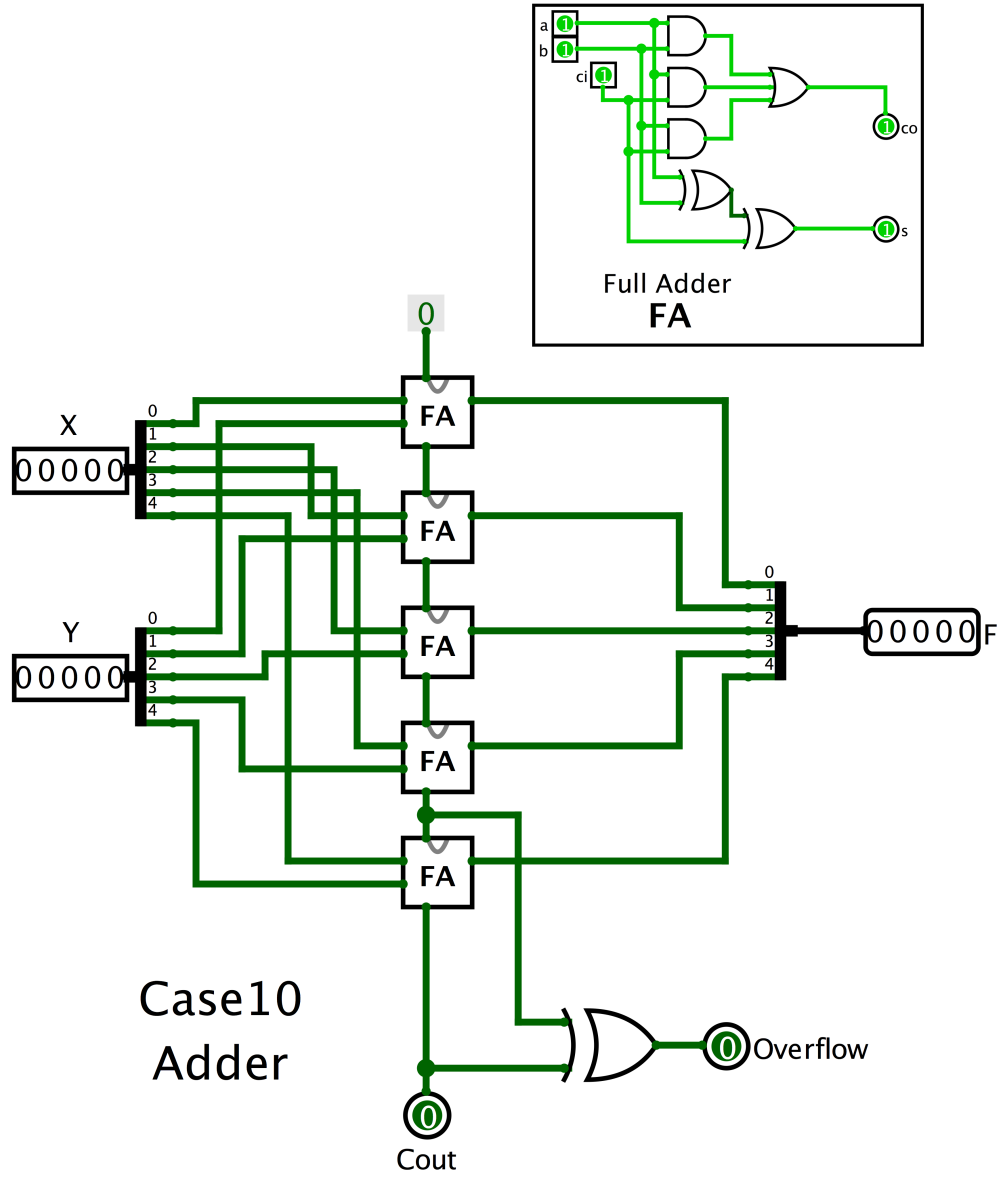 a 1
b 1
ci 1
1 co
1 s
Full Adder
FA
0
X
00000
0
1
2
3
4
FA
FA
Y
00000
0
1
2
3
4
FA
0
1
2
3
4
00000 F
FA
FA
Case10
Adder
0 Overflow
0
Cout